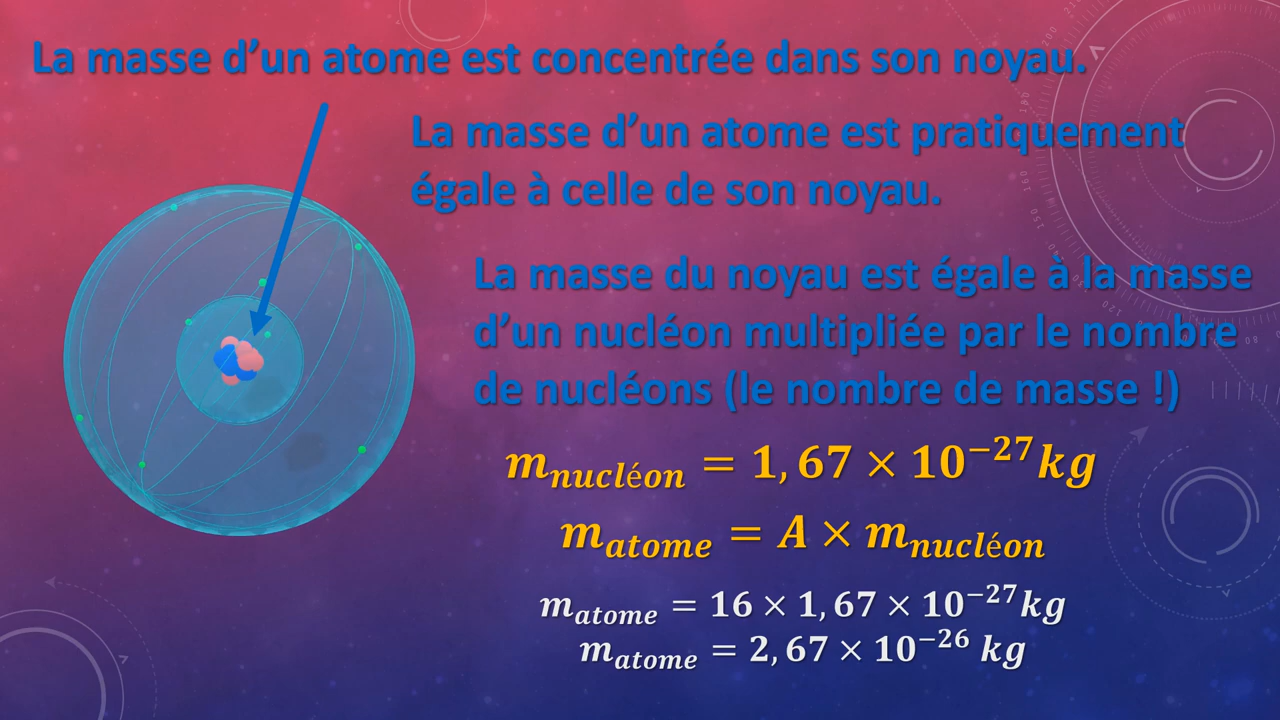 La masse d’un atome est concentrée dans son noyau.
La masse d’un atome est pratiquement
égale à celle de son noyau.
La masse du noyau est égale à la masse
d’un nucléon multipliée par le nombre
de nucléons (le nombre de masse !)
m_nucléon = 1,67 × 10⁻²⁷ kg
m_atome = A × m_nucléon
m_atome = 16 × 1,67 × 10⁻²⁷ kg
m_atome = 2,67 × 10⁻²⁶ kg